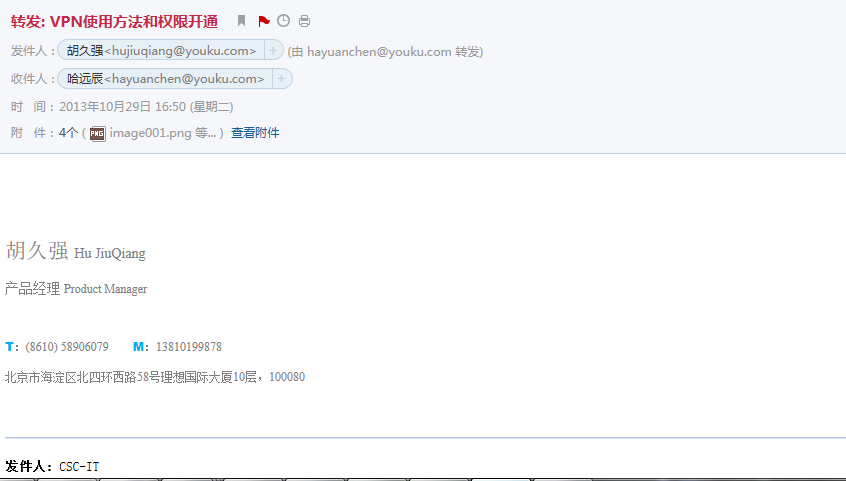 转发: VPN使用方法和权限开通
发件人：胡久强<hujiuqiang@youku.com> + (由 hayuanchen@youku.com 转发)
收件人：哈远辰<hayuanchen@youku.com> +
时 间：2013年10月29日 16:50 (星期二)
附 件：4个 ( PNG image001.png 等... ) 查看附件
胡久强 Hu JiuQiang
产品经理 Product Manager
T：(8610) 58906079 M：13810199878
北京市海淀区北四环西路58号理想国际大厦10层，100080
发件人：CSC-IT